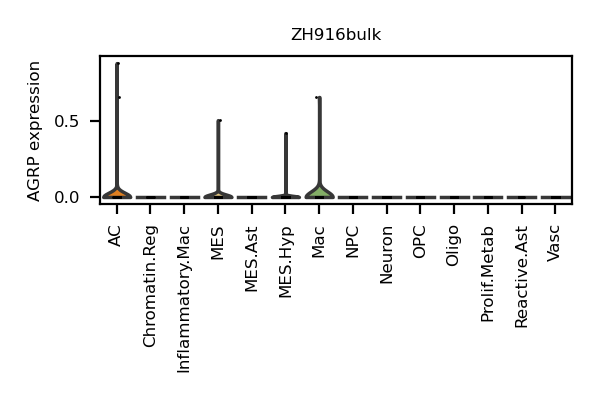 ZH916bulk
AGRP expression
0.5
0.0
AC
Chromatin.Reg
Inflammatory.Mac
MES
MES.Ast
MES.Hyp
Mac
NPC
Neuron
OPC
Oligo
Prolif.Metab
Reactive.Ast
Vasc